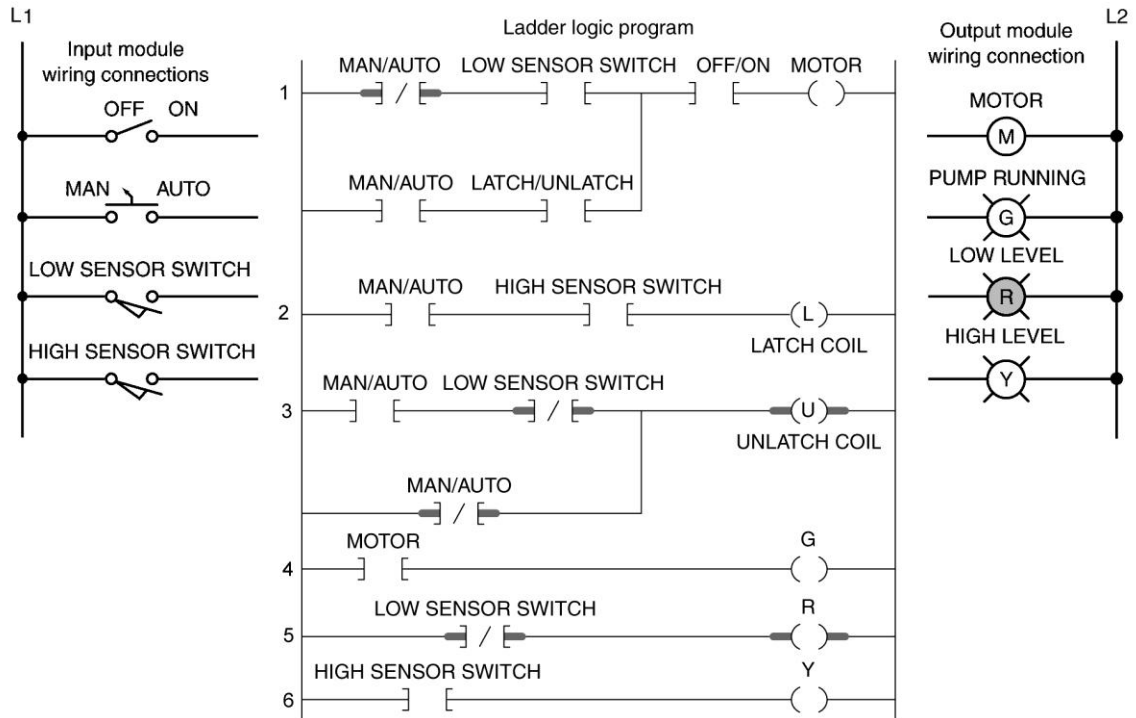 L1
Input module
wiring connections
OFF ON
MAN AUTO
LOW SENSOR SWITCH
HIGH SENSOR SWITCH
Ladder logic program
1
MAN/AUTO LOW SENSOR SWITCH OFF/ON MOTOR
MAN/AUTO LATCH/UNLATCH
2
MAN/AUTO HIGH SENSOR SWITCH
L
LATCH COIL
3
MAN/AUTO LOW SENSOR SWITCH
U
UNLATCH COIL
MAN/AUTO
4
MOTOR G
5
LOW SENSOR SWITCH R
6
HIGH SENSOR SWITCH Y
L2
Output module
wiring connection
MOTOR
M
PUMP RUNNING
G
LOW LEVEL
R
HIGH LEVEL
Y